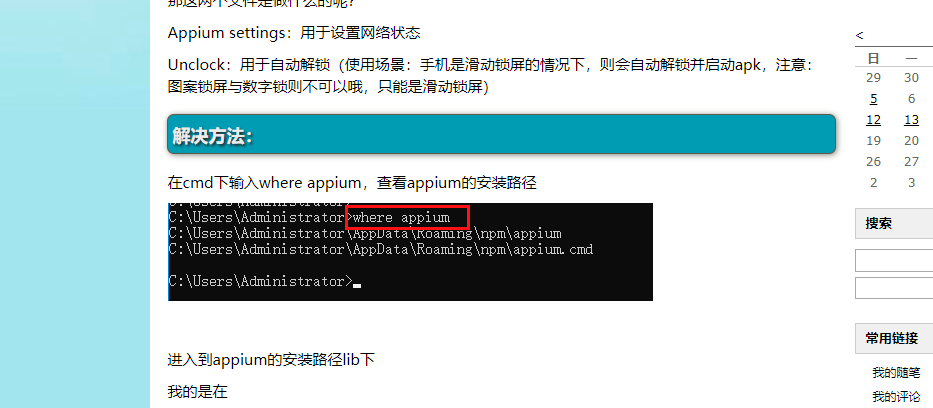 那这两个文件是做什么的呢？
Appium settings：用于设置网络状态
Unclock：用于自动解锁（使用场景：手机是滑动锁屏的情况下，则会自动解锁并启动apk，注意：
图案锁屏与数字锁则不可以哦，只能是滑动锁屏）
解决方法：
在cmd下输入where appium，查看appium的安装路径
C:\Users\Administrator>
C:\Users\Administrator>where appium
C:\Users\Administrator\AppData\Roaming\npm\appium
C:\Users\Administrator\AppData\Roaming\npm\appium.cmd
C:\Users\Administrator>
进入到appium的安装路径lib下
我的是在
<
日 一
29 30
5 6
12 13
19 20
26 27
2 3
搜索
常用链接
我的随笔
我的评论